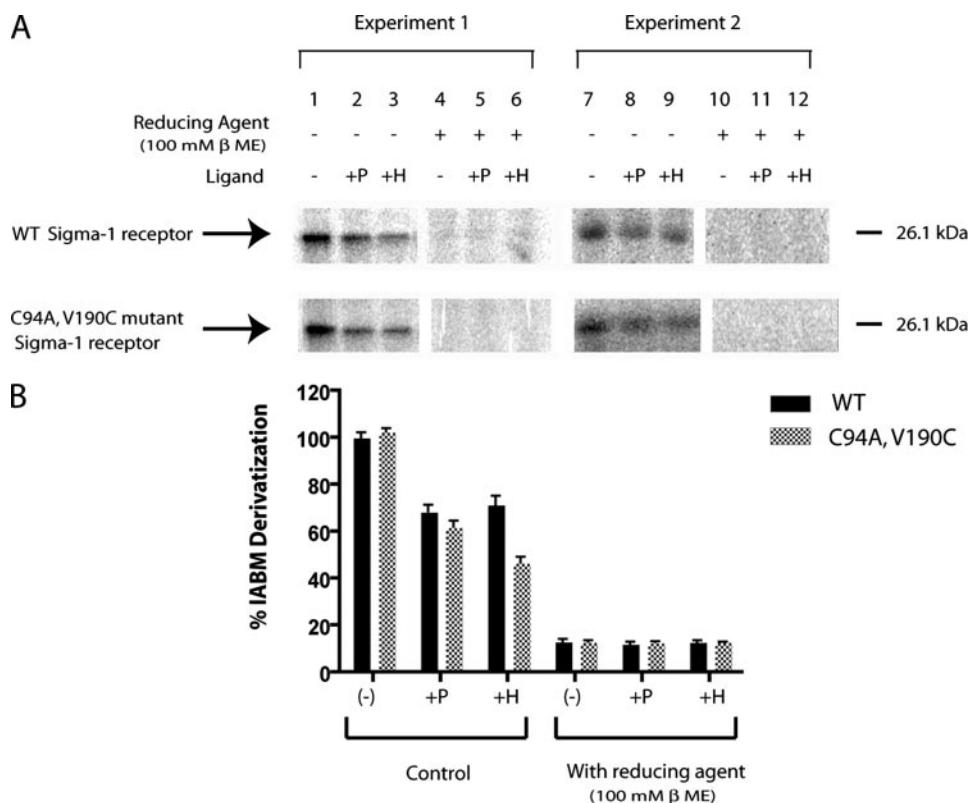 A
Experiment 1 Experiment 2
1 2 3 4 5 6 7 8 9 10 11 12
Reducing Agent - - - + + + - - - + + +
(100 mM β ME)
Ligand - +P +H - +P +H - +P +H - +P +H
WT Sigma-1 receptor 26.1 kDa
C94A, V190C mutant 26.1 kDa
Sigma-1 receptor
B
% IABM Derivatization
120
100
80
60
40
20
0
WT
C94A, V190C
(-) +P +H (-) +P +H
Control With reducing agent
(100 mM β ME)